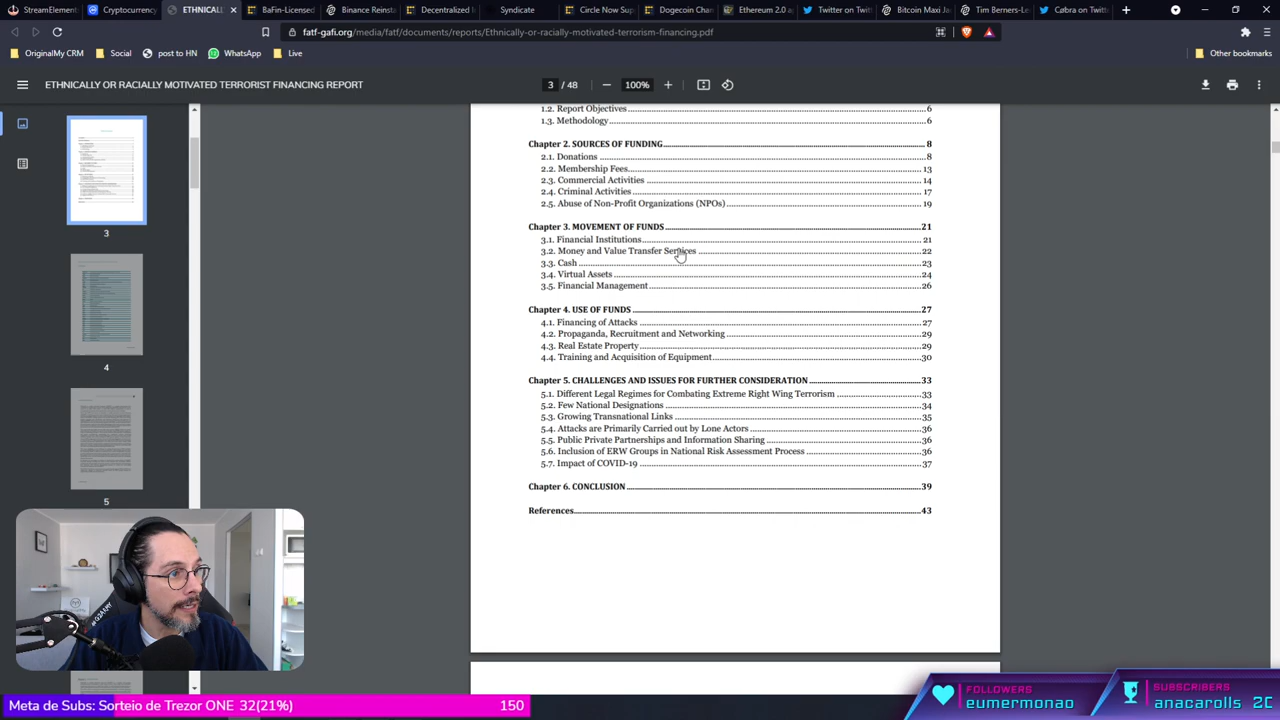 StreamElement
Cryptocurrency
ETHNICALL
BaFin-Licensed
Binance Reinsta
Decentralized I
Syndicate
Circle Now Sup
Dogecoin Chan
Ethereum 2.0 a
Twitter on Twit
Bitcoin Maxi Ja
Tim Berners-Le
Cobra on Twitt
fatf-gafi.org/media/fatf/documents/reports/Ethnically-or-racially-motivated-terrorism-financing.pdf
OriginalMy CRM
Social
post to HN
WhatsApp
Live
Other bookmarks
ETHNICALLY OR RACIALLY MOTIVATED TERRORIST FINANCING REPORT
3 / 48
100%
3
4
5
1.2. Report Objectives 6
1.3. Methodology 6
Chapter 2. SOURCES OF FUNDING 8
2.1. Donations 8
2.2. Membership Fees 13
2.3. Commercial Activities 14
2.4. Criminal Activities 17
2.5. Abuse of Non-Profit Organizations (NPOs) 19
Chapter 3. MOVEMENT OF FUNDS 21
3.1. Financial Institutions 21
3.2. Money and Value Transfer Services 22
3.3. Cash 23
3.4. Virtual Assets 24
3.5. Financial Management 26
Chapter 4. USE OF FUNDS 27
4.1. Financing of Attacks 27
4.2. Propaganda, Recruitment and Networking 29
4.3. Real Estate Property 29
4.4. Training and Acquisition of Equipment 30
Chapter 5. CHALLENGES AND ISSUES FOR FURTHER CONSIDERATION 33
5.1. Different Legal Regimes for Combating Extreme Right Wing Terrorism 33
5.2. Few National Designations 34
5.3. Growing Transnational Links 35
5.4. Attacks are Primarily Carried out by Lone Actors 36
5.5. Public Private Partnerships and Information Sharing 36
5.6. Inclusion of ERW Groups in National Risk Assessment Process 36
5.7. Impact of COVID-19 37
Chapter 6. CONCLUSION 39
References 43
Meta de Subs: Sorteio de Trezor ONE 32(21%) 150
FOLLOWERS
eumermonao
SUBSCRIBERS
anacarolls 20